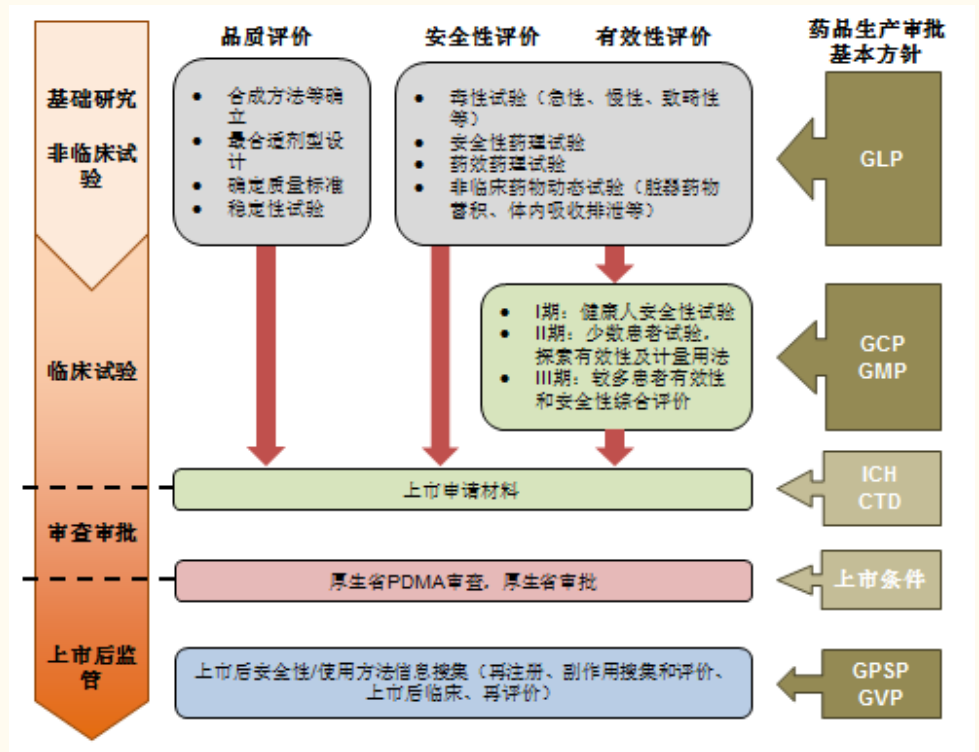 品质评价
安全性评价
有效性评价
药品生产审批
基本方针
基础研究
非临床试
验
● 合成方法等确
立
● 最合适剂型设
计
● 确定质量标准
● 稳定性试验
● 毒性试验（急性、慢性、致畸性
等）
● 安全性药理试验
● 药效药理试验
● 非临床药物动态试验（脏器药物
蓄积、体内吸收排泄等）
GLP
临床试验
● I期：健康人安全性试验
● II期：少数患者试验，
探索有效性及计量用法
● III期：较多患者有效性
和安全性综合评价
GCP
GMP
上市申请材料
ICH
CTD
审查审批
厚生省PDMA审查，厚生省审批
上市条件
上市后监
管
上市后安全性/使用方法信息搜集（再注册、副作用搜集和评价、
上市后临床、再评价）
GPSP
GVP